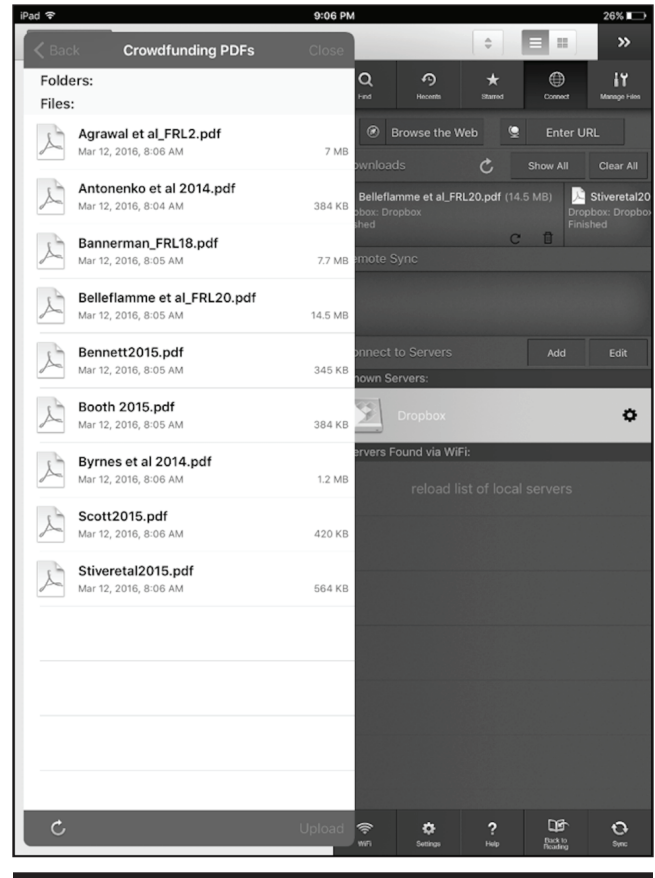 iPad 9:06 PM 26%
Back Crowdfunding PDFs Close
Folders:
Files:
Agrawal et al_FRL2.pdf
Mar 12, 2016, 8:06 AM 7 MB
Antonenko et al 2014.pdf
Mar 12, 2016, 8:04 AM 384 KB
Bannerman_FRL18.pdf
Mar 12, 2016, 8:05 AM 7.7 MB
Belleflamme et al_FRL20.pdf
Mar 12, 2016, 8:05 AM 14.5 MB
Bennett2015.pdf
Mar 12, 2016, 8:05 AM 345 KB
Booth 2015.pdf
Mar 12, 2016, 8:05 AM 384 KB
Byrnes et al 2014.pdf
Mar 12, 2016, 8:06 AM 1.2 MB
Scott2015.pdf
Mar 12, 2016, 8:06 AM 420 KB
Stiveretal2015.pdf
Mar 12, 2016, 8:06 AM 564 KB
Upload
Find Recents Starred Connect Manage Files
Browse the Web Enter URL
ownloads Show All Clear All
Belleflamme et al_FRL20.pdf (14.5 MB) Stiveretal20
pbox: Dropbox Dropbox: Dropbo
shed Finished
emote Sync
onnect to Servers Add Edit
nown Servers:
Dropbox
ervers Found via WiFi:
reload list of local servers
WiFi Settings Help Back to Reading Sync